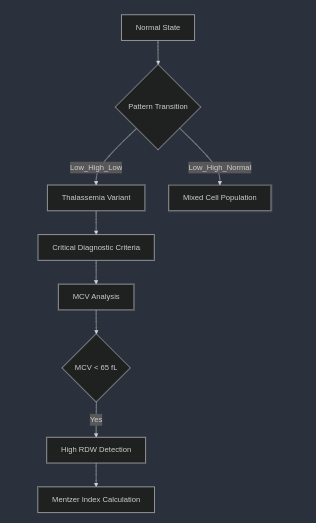 Normal State
Pattern Transition
Low_High_Low
Low_High_Normal
Thalassemia Variant
Mixed Cell Population
Critical Diagnostic Criteria
MCV Analysis
MCV < 65 fL
Yes
High RDW Detection
Mentzer Index Calculation